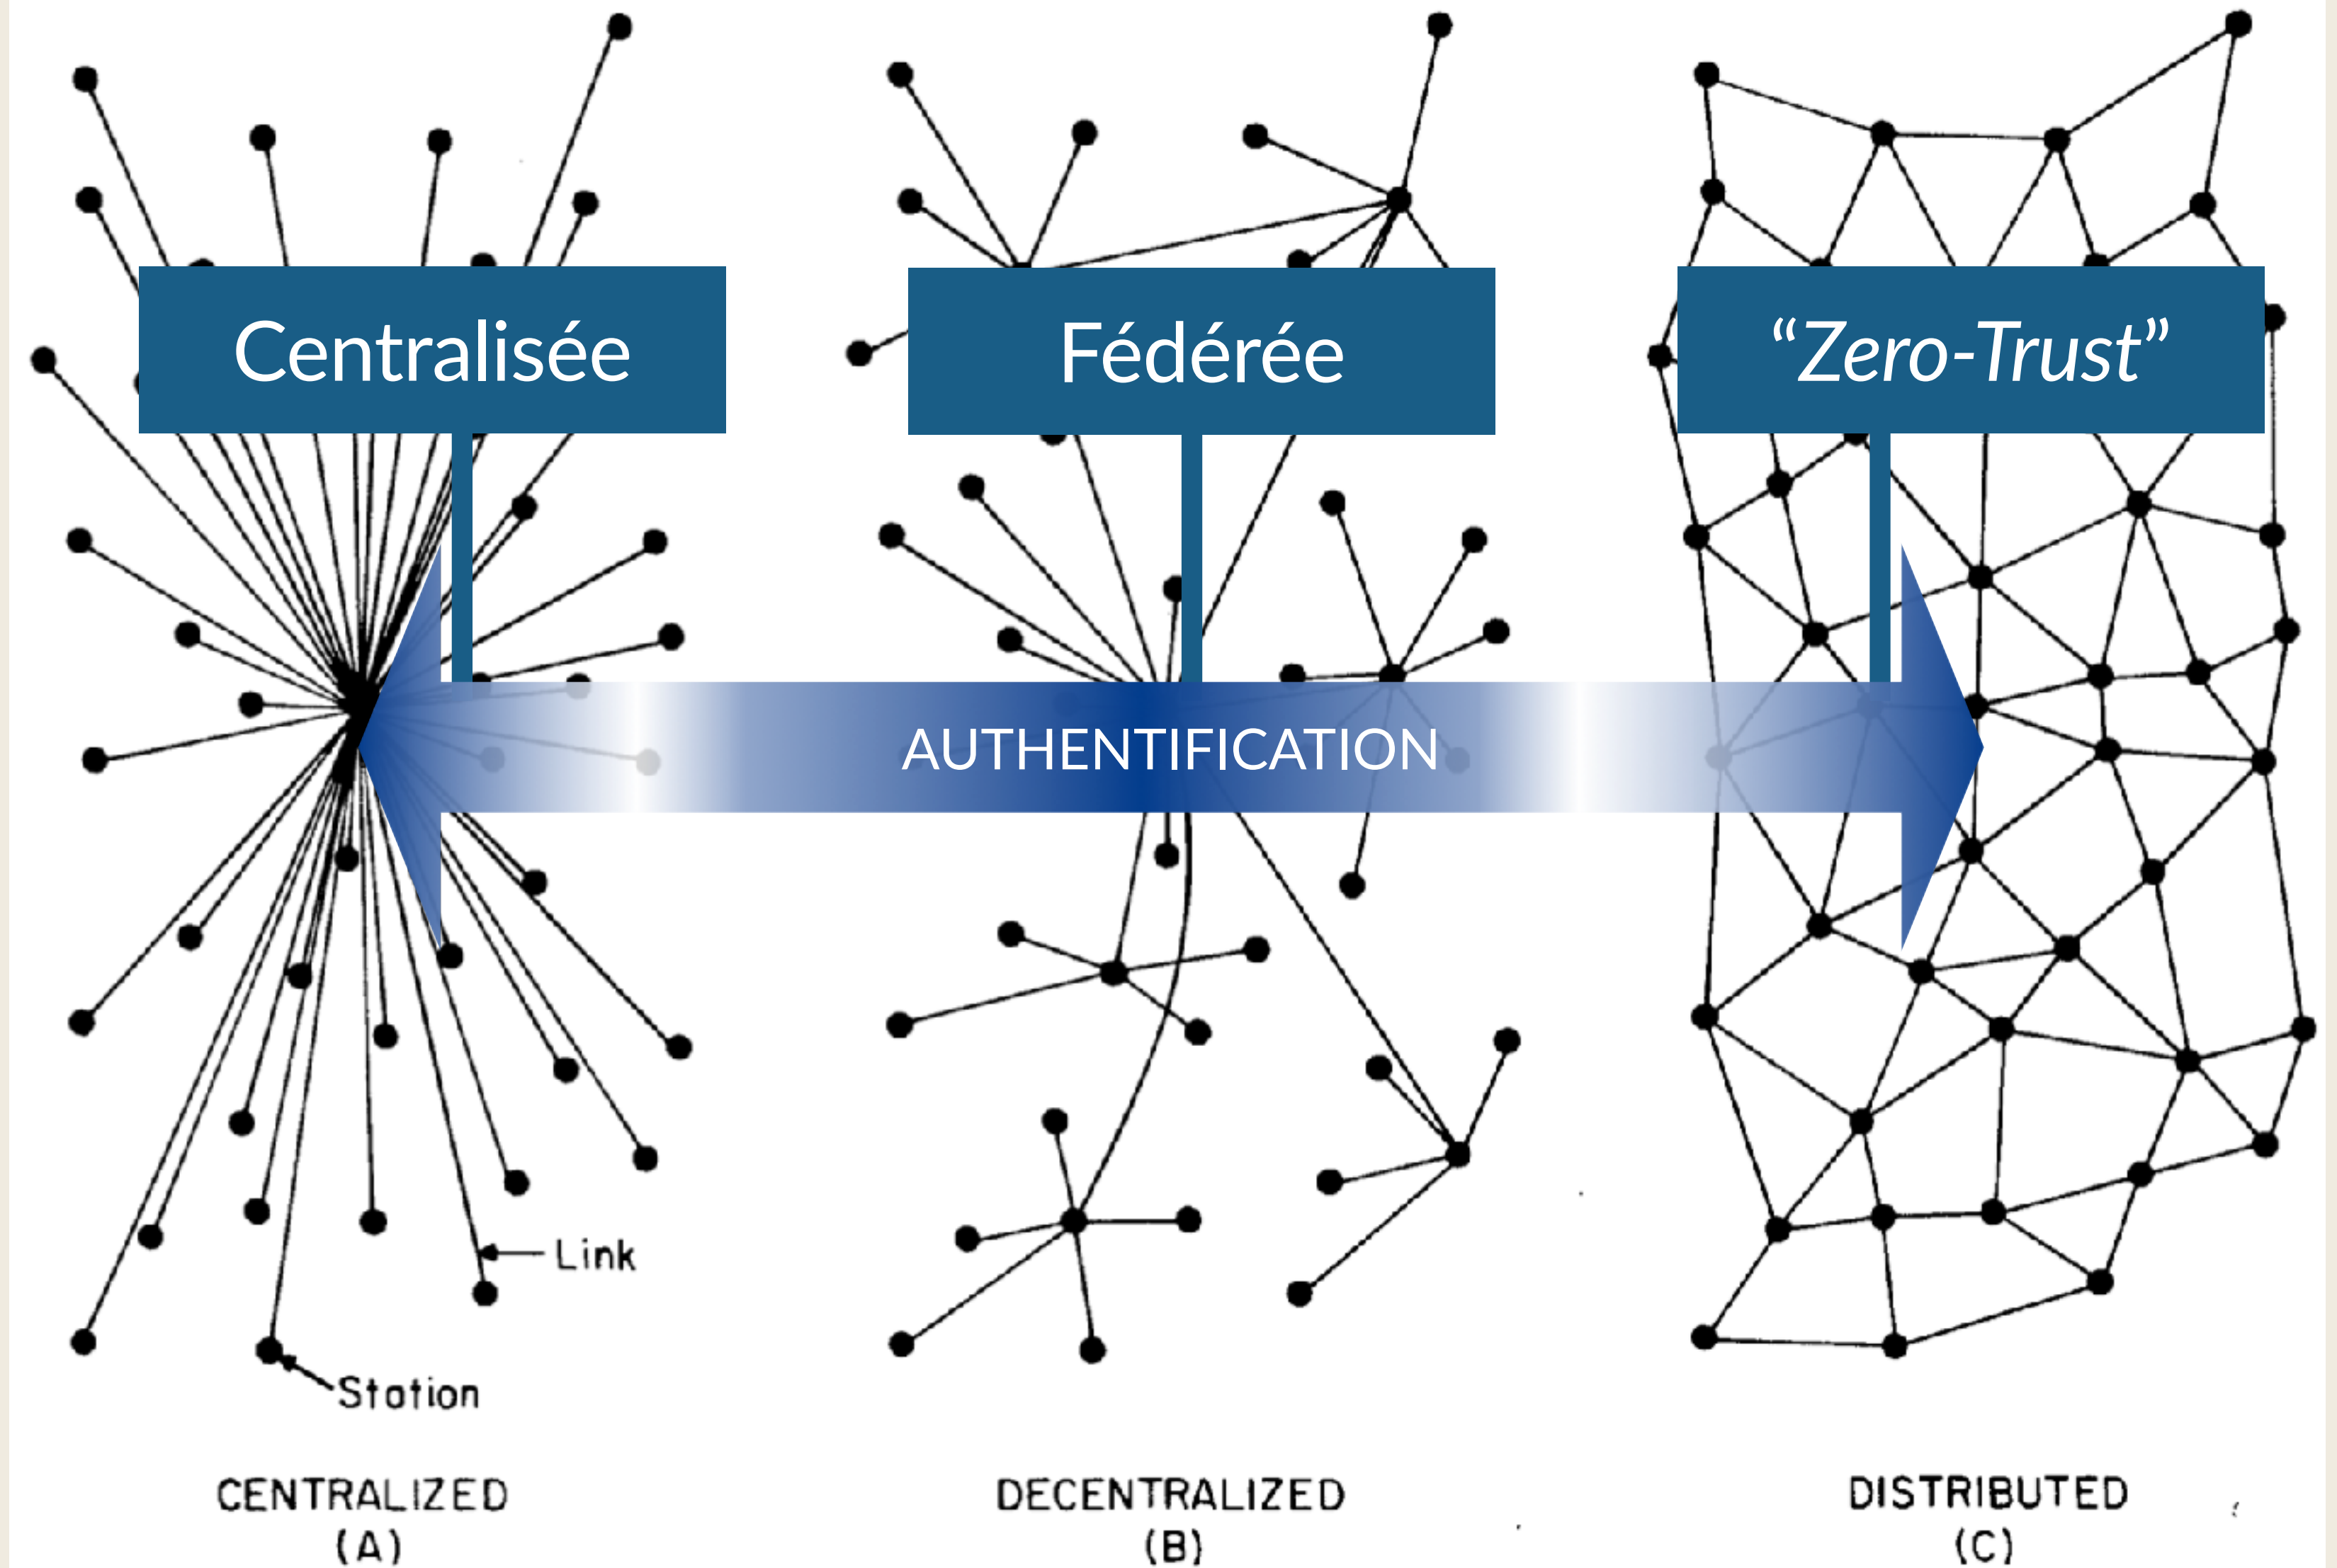 Centralisée
Fédérée
“Zero-Trust”
AUTHENTIFICATION
Link
Station
CENTRALIZED
(A)
DECENTRALIZED
(B)
DISTRIBUTED
(C)